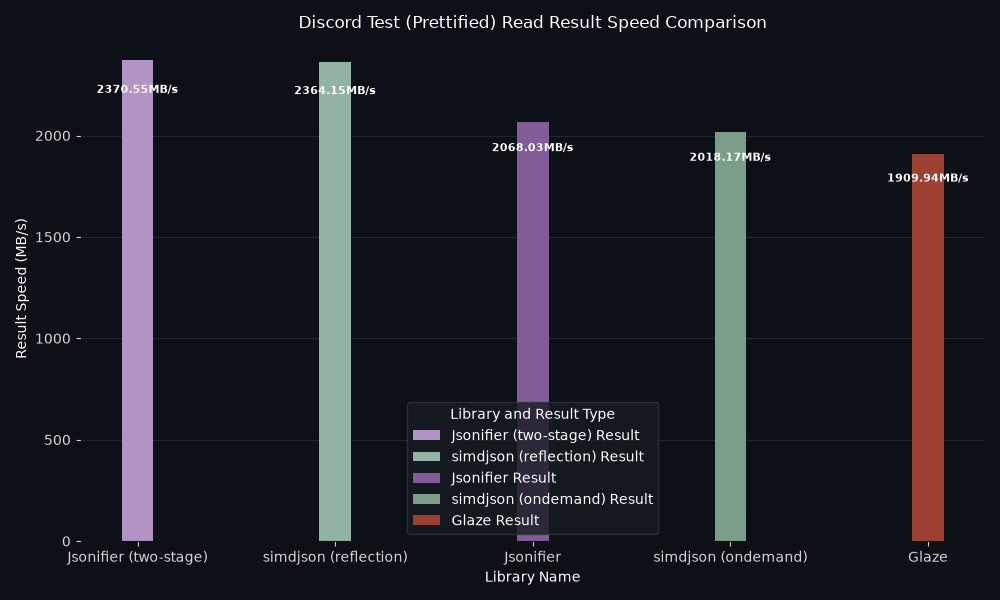 Discord Test (Prettified) Read Result Speed Comparison
2370.55MB/s
2364.15MB/s
2068.03MB/s
2018.17MB/s
1909.94MB/s
2000
1500
1000
500
0
Result Speed (MB/s)
Library and Result Type
Jsonifier (two-stage) Result
simdjson (reflection) Result
Jsonifier Result
simdjson (ondemand) Result
Glaze Result
Jsonifier (two-stage)
simdjson (reflection)
Jsonifier
simdjson (ondemand)
Glaze
Library Name